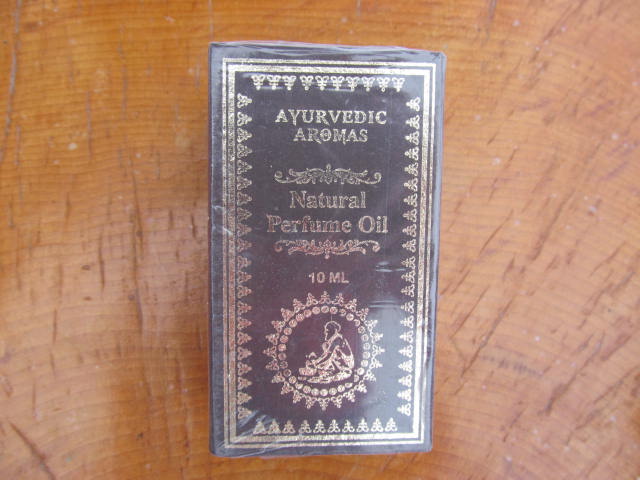 AYURVEDIC
AROMAS
Natural
Perfume Oil
10 ML